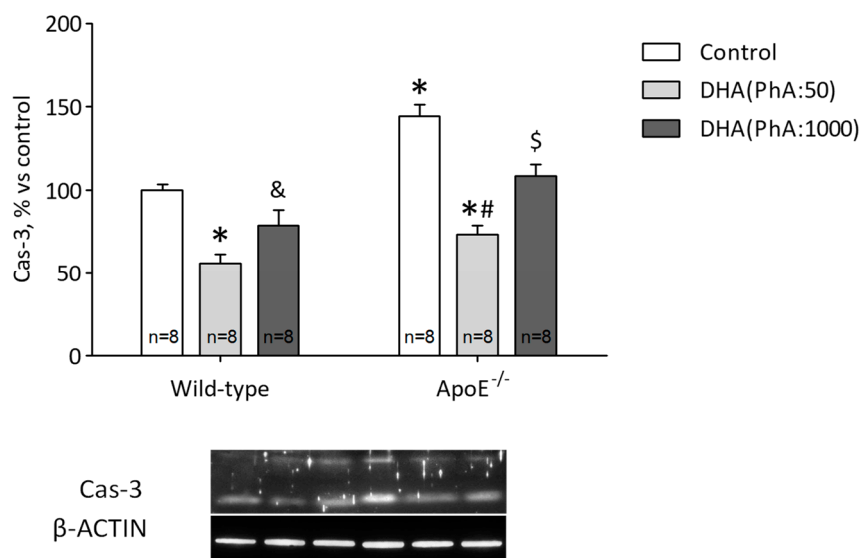 200
150
100
50
0
Cas-3, % vs control
*
&
*
*#
$
n=8
n=8
n=8
n=8
n=8
n=8
Wild-type
ApoE-/-
Control
DHA(PhA:50)
DHA(PhA:1000)
Cas-3
β-ACTIN